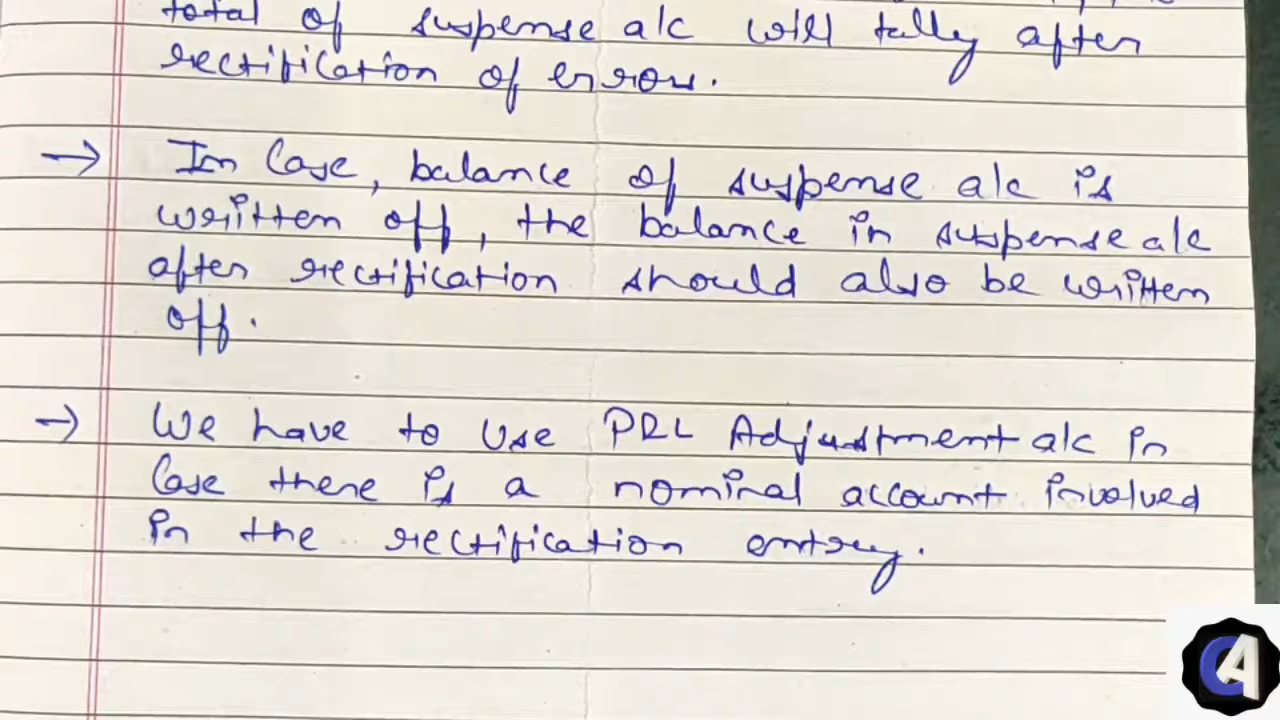 total of suspense a/c will tally after
rectification of error.
→ In Case, balance of suspense a/c is
written off, the balance in suspense a/c
after rectification should also be written
off.
→ We have to use P&L Adjustment a/c in
Case there is a nominal account involved
in the rectification entry.
CA